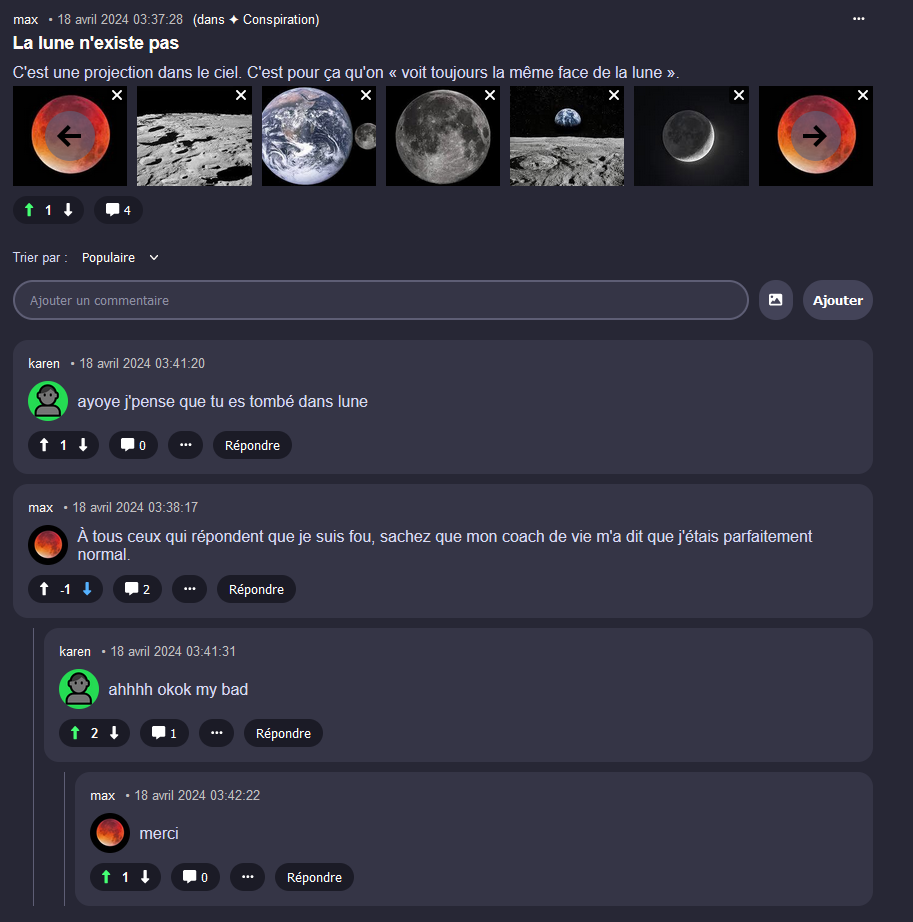 max • 18 avril 2024 03:37:28 (dans ✦ Conspiration)
La lune n'existe pas
C'est une projection dans le ciel. C'est pour ça qu'on « voit toujours la même face de la lune ».
1 4
Trier par : Populaire
Ajouter un commentaire Ajouter
karen • 18 avril 2024 03:41:20
ayoye j'pense que tu es tombé dans lune
1 0 Répondre
max • 18 avril 2024 03:38:17
À tous ceux qui répondent que je suis fou, sachez que mon coach de vie m'a dit que j'étais parfaitement
normal.
-1 2 Répondre
karen • 18 avril 2024 03:41:31
ahhhh okok my bad
2 1 Répondre
max • 18 avril 2024 03:42:22
merci
1 0 Répondre